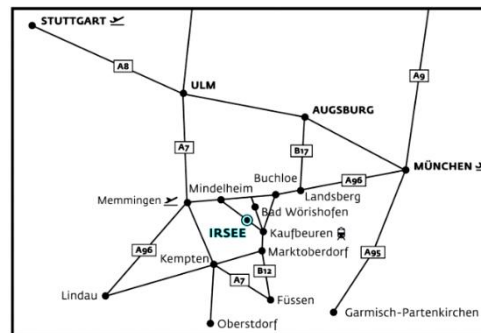 STUTTGART
A8
A9
ULM
AUGSBURG
A7
B17
MÜNCHEN
Buchloe
A96
Mindelheim
Landsberg
Memmingen
Bad Wörishofen
IRSEE
Kaufbeuren
A96
Marktoberdorf
A95
Kempten
B12
A7
Lindau
Füssen
Garmisch-Partenkirchen
Oberstdorf